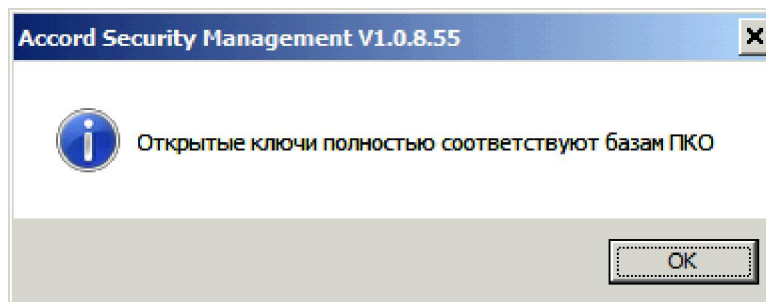 Accord Security Management V1.0.8.55
Открытые ключи полностью соответствуют базам ПКО
OK